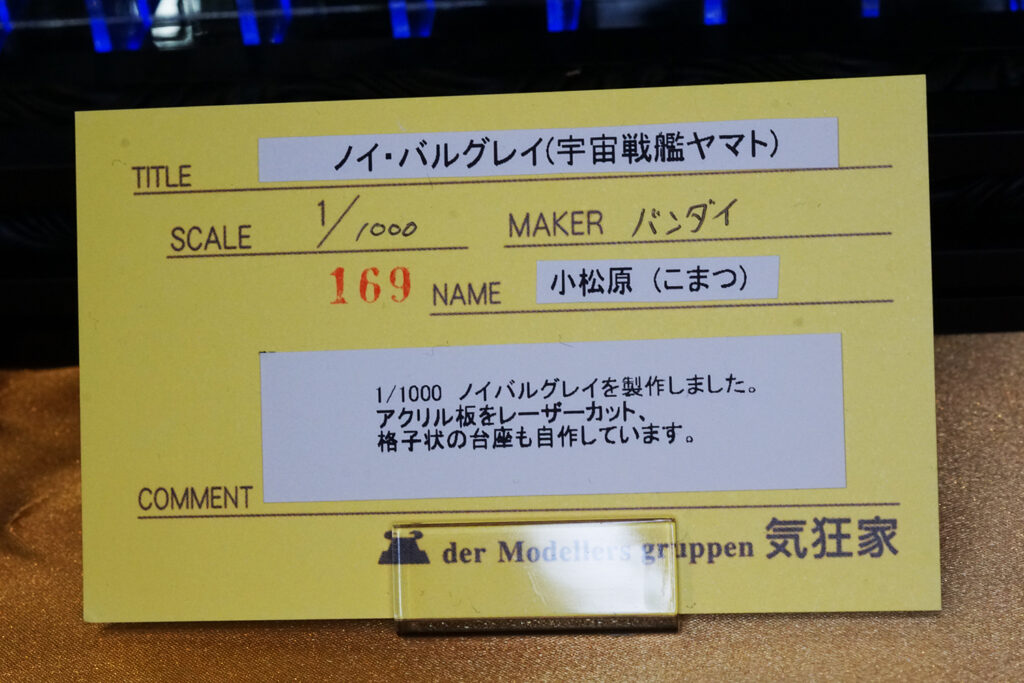 TITLE ノイ・バルグレイ(宇宙戦艦ヤマト)
SCALE 1/1000 MAKER バンダイ
169 NAME 小松原 (こまつ)
1/1000 ノイバルグレイを製作しました。
アクリル板をレーザーカット、
格子状の台座も自作しています。
COMMENT
der Modellers gruppen 気狂家